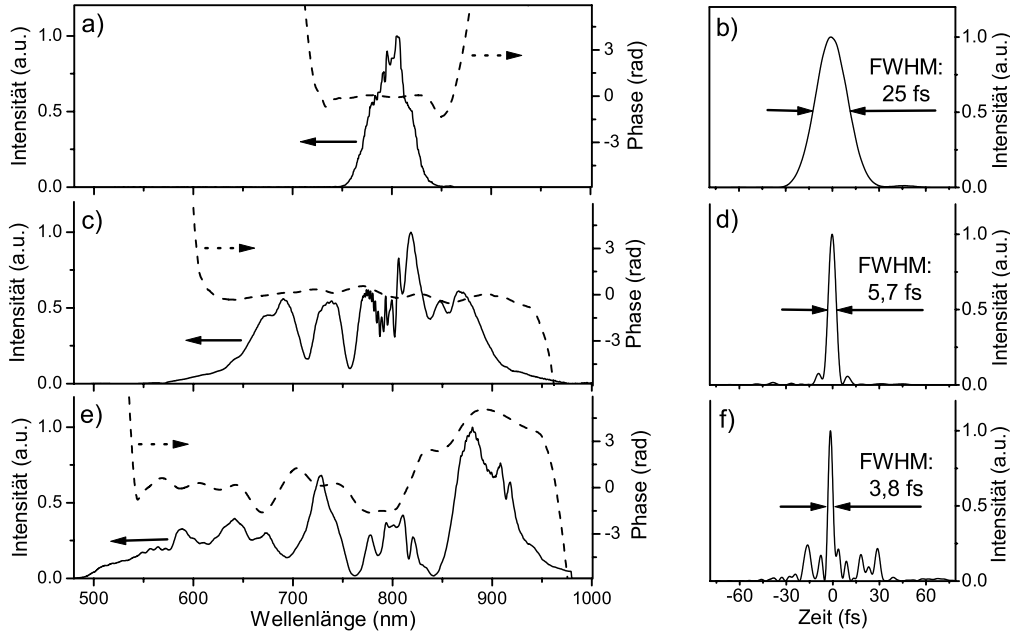 a)
Intensität (a.u.)
1.0
0.5
0.0
3
0
-3
Phase (rad)
b)
FWHM:
25 fs
1.0
0.5
0.0
Intensität (a.u.)
c)
Intensität (a.u.)
1.0
0.5
0.0
3
0
-3
Phase (rad)
d)
FWHM:
5,7 fs
1.0
0.5
0.0
Intensität (a.u.)
e)
Intensität (a.u.)
1.0
0.5
0.0
3
0
-3
Phase (rad)
500 600 700 800 900 1000
Wellenlänge (nm)
f)
FWHM:
3,8 fs
1.0
0.5
0.0
Intensität (a.u.)
-60 -30 0 30 60
Zeit (fs)